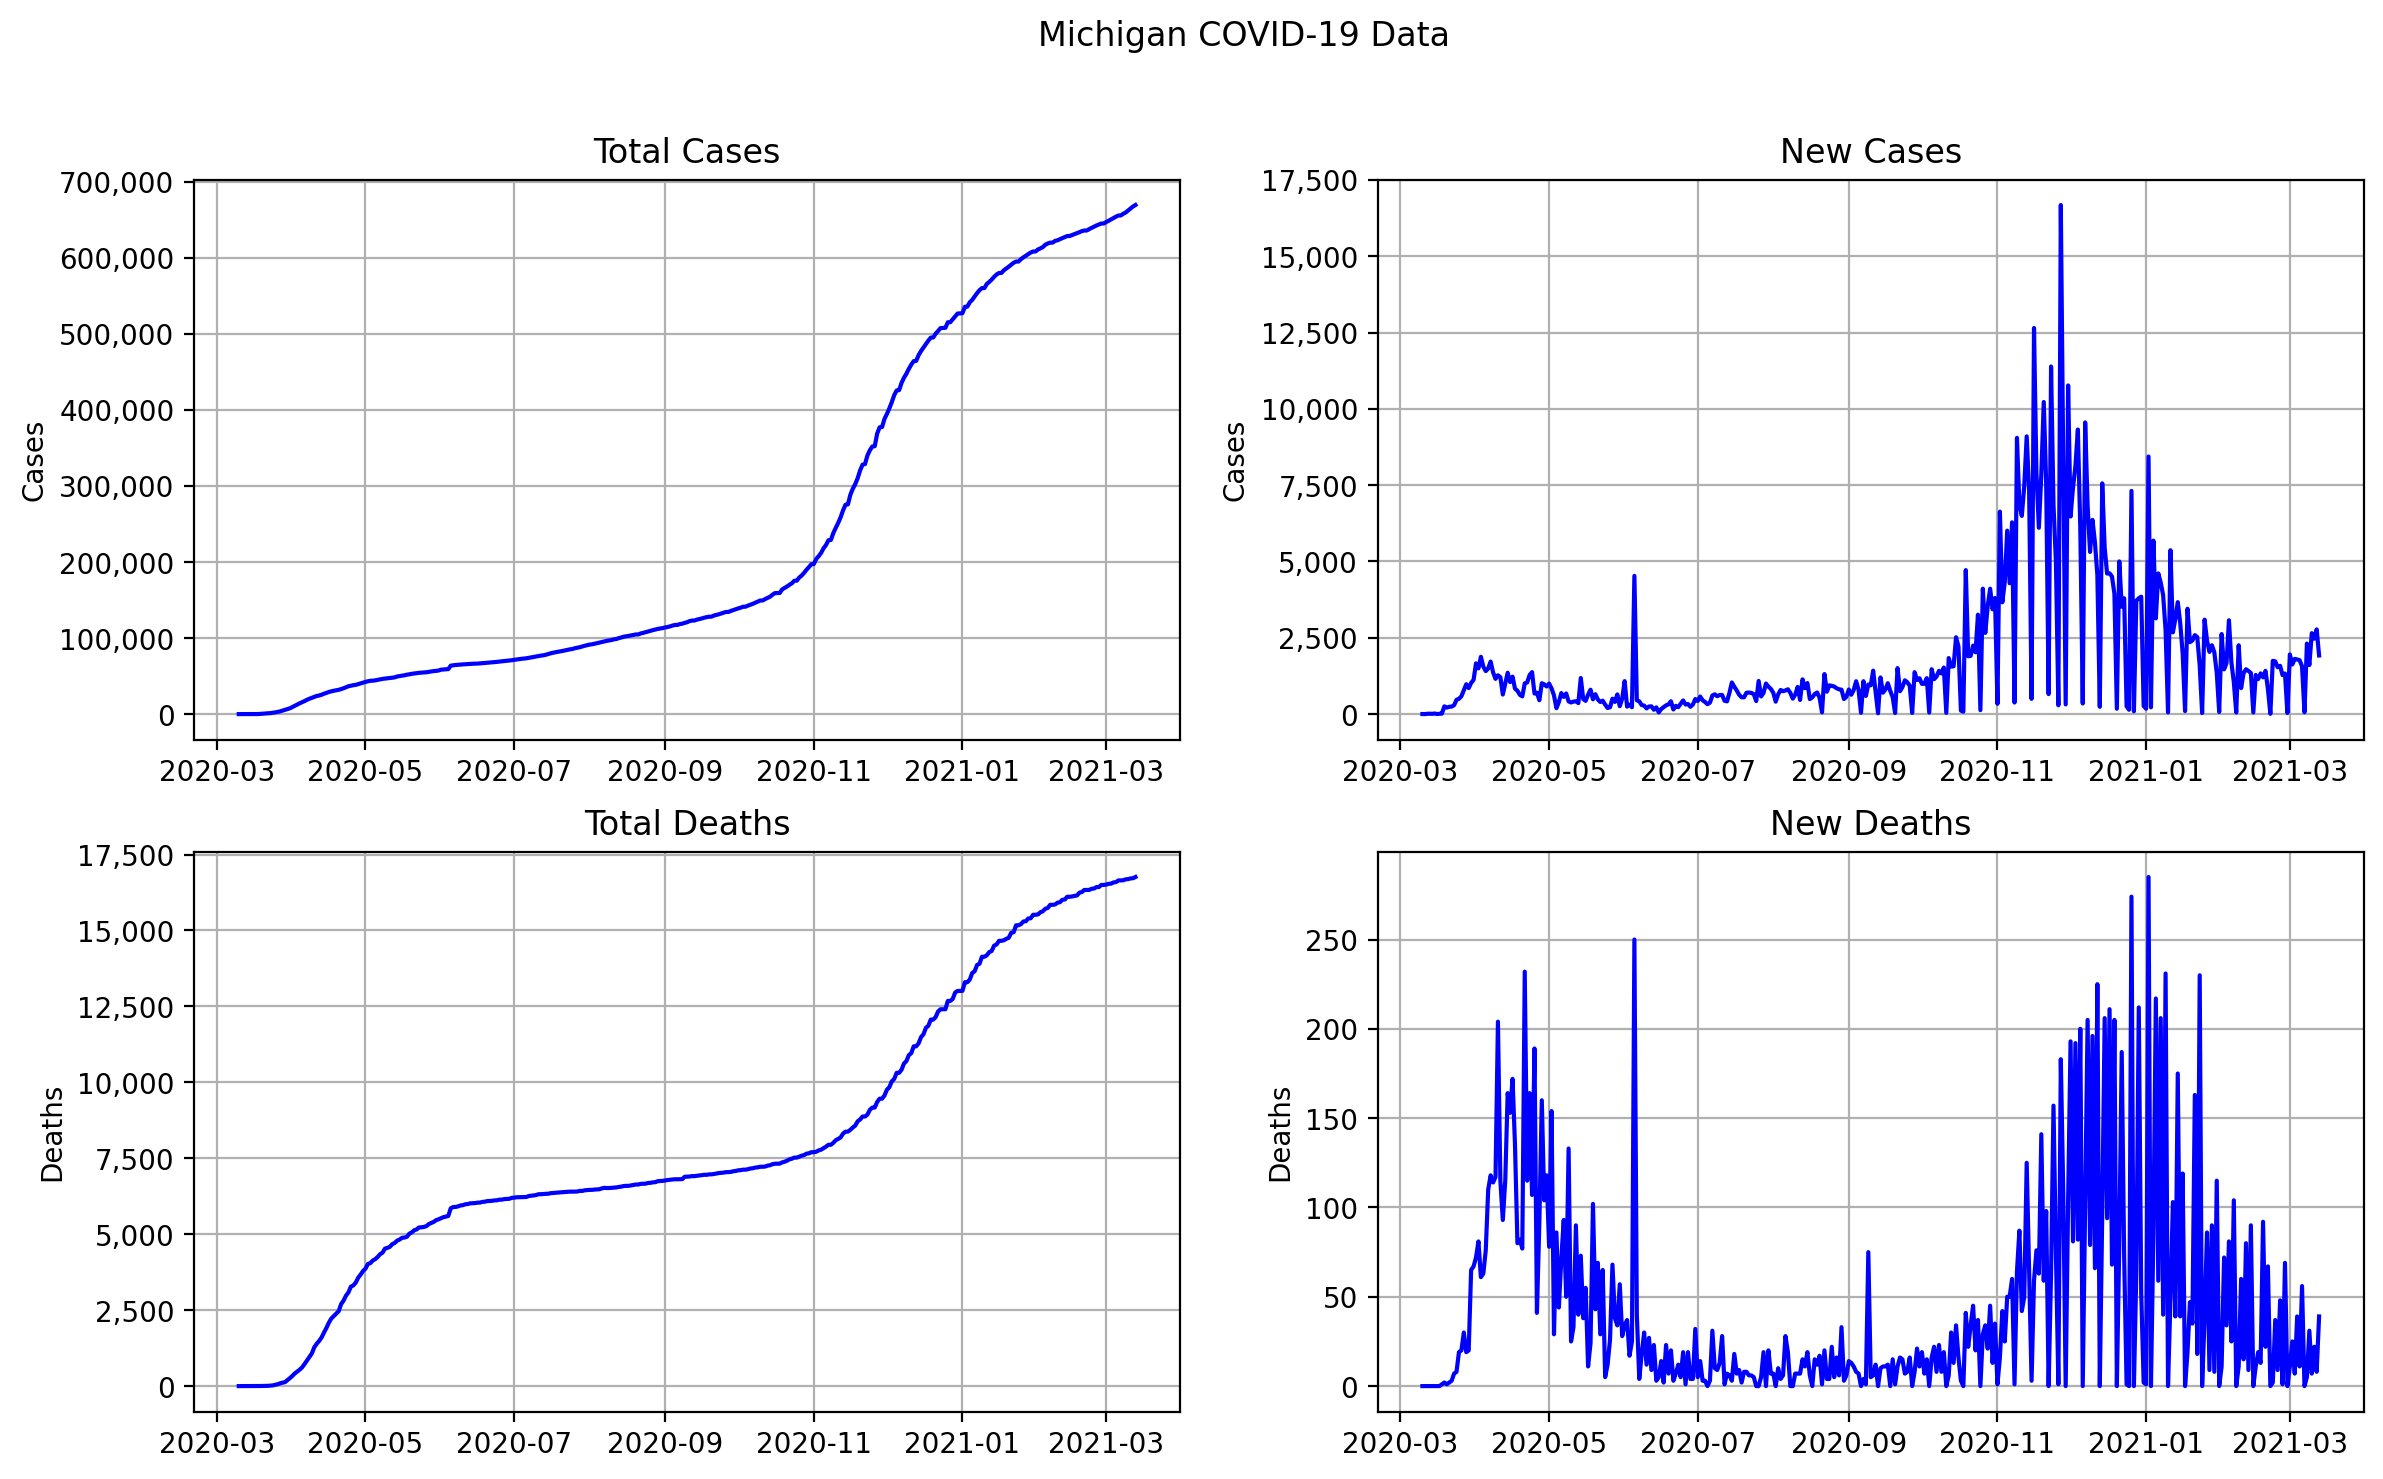 Michigan COVID-19 Data
Total Cases
700,000
600,000
500,000
400,000
300,000
200,000
100,000
0
Cases
2020-03 2020-05 2020-07 2020-09 2020-11 2021-01 2021-03
New Cases
17,500
15,000
12,500
10,000
7,500
5,000
2,500
0
Cases
2020-03 2020-05 2020-07 2020-09 2020-11 2021-01 2021-03
Total Deaths
17,500
15,000
12,500
10,000
7,500
5,000
2,500
0
Deaths
2020-03 2020-05 2020-07 2020-09 2020-11 2021-01 2021-03
New Deaths
250
200
150
100
50
0
Deaths
2020-03 2020-05 2020-07 2020-09 2020-11 2021-01 2021-03